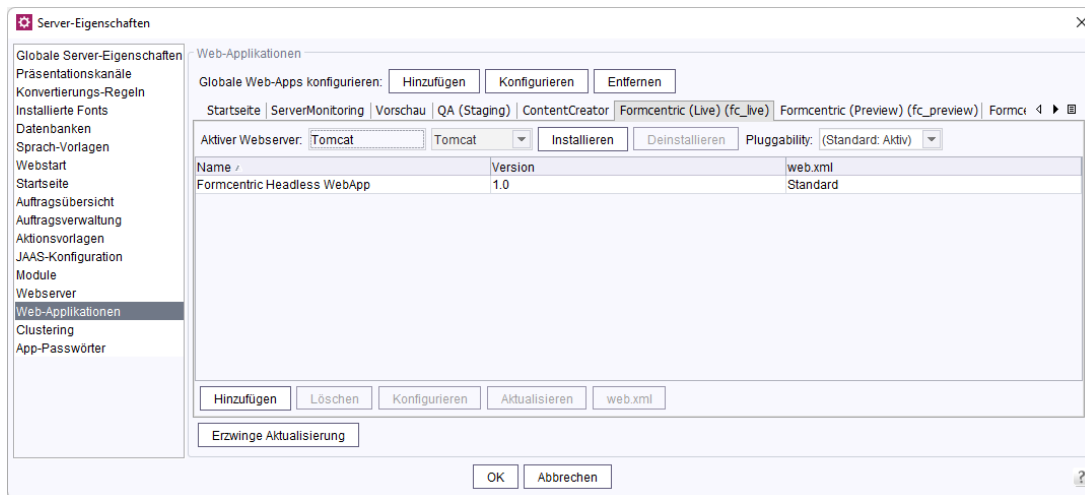 Server-Eigenschaften
Globale Server-Eigenschaften
Präsentationskanäle
Konvertierungs-Regeln
Installierte Fonts
Datenbanken
Sprach-Vorlagen
Webstart
Startseite
Auftragsübersicht
Auftragsverwaltung
Aktionsvorlagen
JAAS-Konfiguration
Module
Webserver
Web-Applikationen
Clustering
App-Passwörter
Web-Applikationen
Globale Web-Apps konfigurieren: Hinzufügen Konfigurieren Entfernen
Startseite ServerMonitoring Vorschau QA (Staging) ContentCreator Formcentric (Live) (fc_live) Formcentric (Preview) (fc_preview)
Aktiver Webserver: Tomcat Tomcat Installieren Deinstallieren Pluggability: (Standard: Aktiv)
Name Version web.xml
Formcentric Headless WebApp 1.0 Standard
Hinzufügen Löschen Konfigurieren Aktualisieren web.xml
Erzwinge Aktualisierung
OK Abbrechen
?